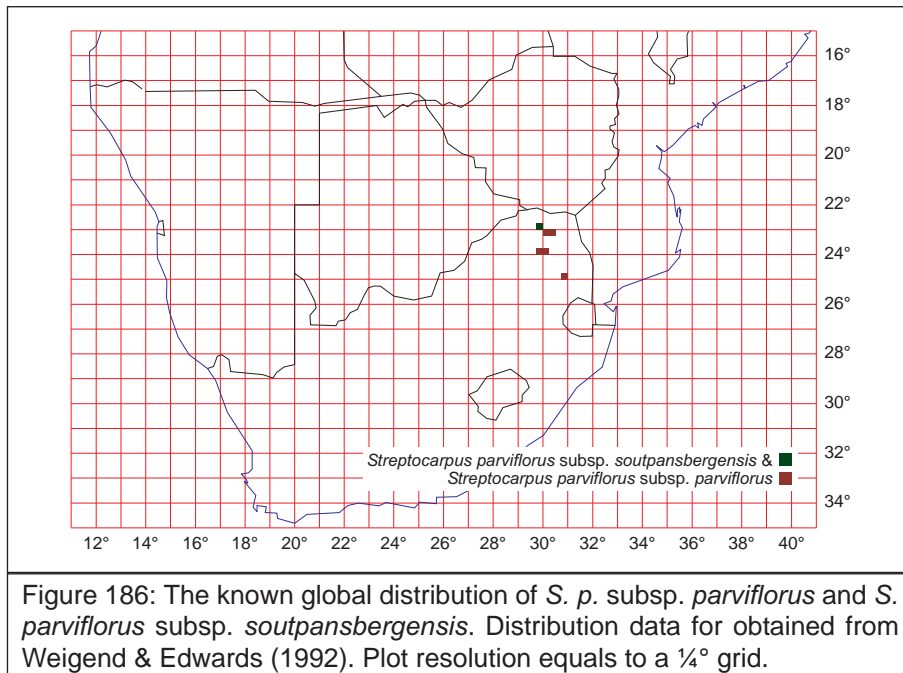 16°
18°
20°
22°
24°
26°
28°
30°
32°
Streptocarpus parviflorus subsp. soutpansbergensis &
Streptocarpus parviflorus subsp. parviflorus
34°
12° 14° 16° 18° 20° 22° 24° 26° 28° 30° 32° 34° 36° 38° 40°
Figure 186: The known global distribution of S. p. subsp. parviflorus and S.
parviflorus subsp. soutpansbergensis. Distribution data for obtained from
Weigend & Edwards (1992). Plot resolution equals to a ¼° grid.